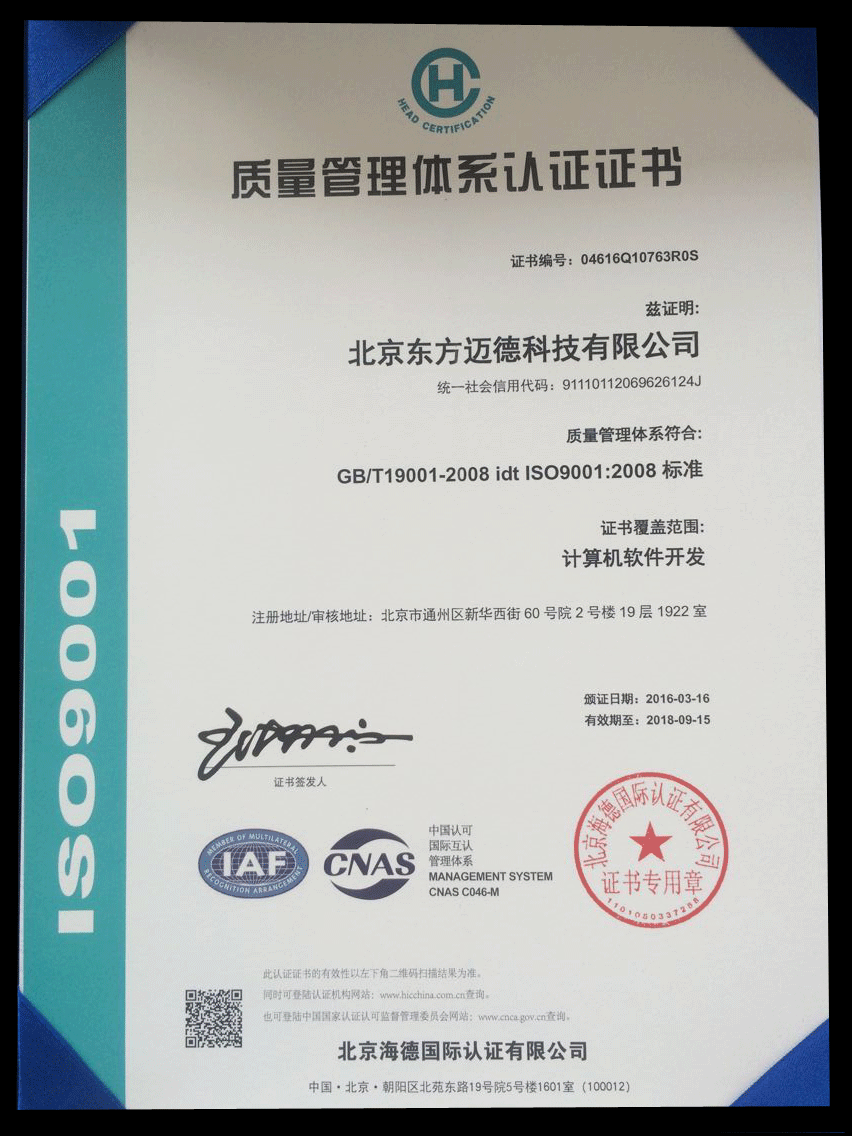 HEAD CERTIFICATION
质量管理体系认证证书
证书编号：04616Q10763R0S
兹证明:
北京东方迈德科技有限公司
统一社会信用代码：91110112069626124J
质量管理体系符合:
GB/T19001-2008 idt ISO9001:2008 标准
证书覆盖范围:
计算机软件开发
注册地址/审核地址：北京市通州区新华西街 60 号院 2 号楼 19 层 1922 室
ISO9001
颁证日期：2016-03-16
有效期至：2018-09-15
证书签发人
MEMBER OF MULTILATERAL
IAF
RECOGNITION ARRANGEMENT
CNAS
中国认可
国际互认
管理体系
MANAGEMENT SYSTEM
CNAS C046-M
北京海德国际认证有限公司
证书专用章
1101050337288
此认证证书的有效性以左下角二维码扫描结果为准。
同时可登陆认证机构网站：www.hicchina.com.cn查询。
也可登陆中国国家认证认可监督管理委员会网站：www.cnca.gov.cn查询。
北京海德国际认证有限公司
中国·北京·朝阳区北苑东路19号院5号楼1601室（100012）